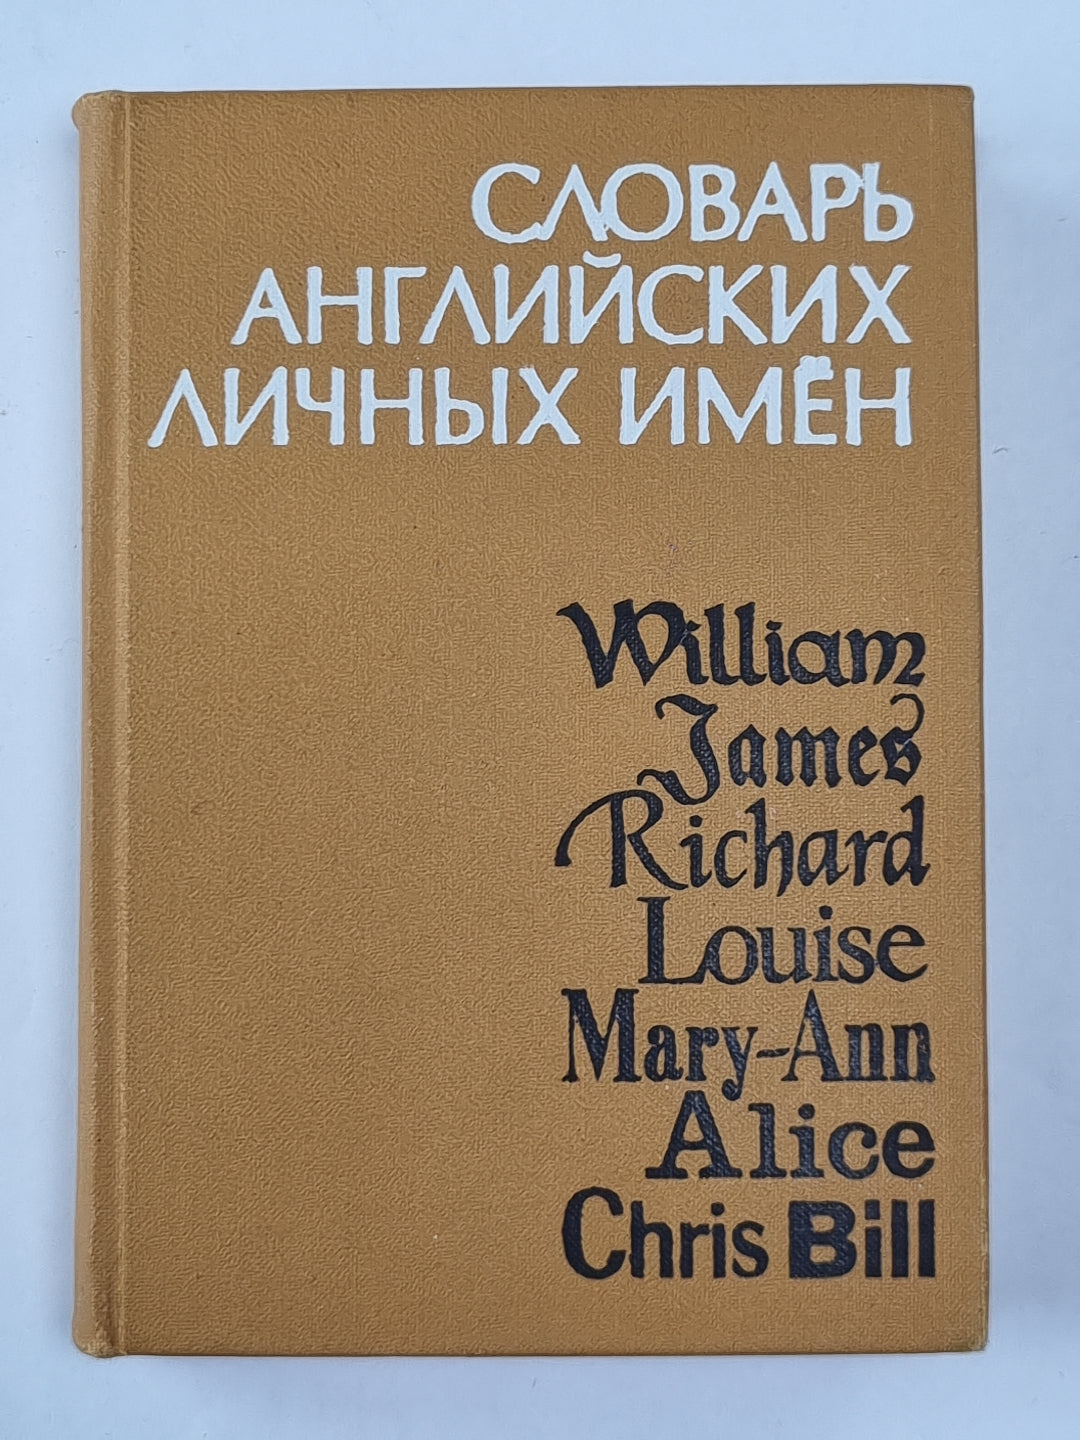 СЛОВАРЬ
АНГЛИЙСКИХ
ЛИЧНЫХ ИМЁН
William
James
Richard
Louise
Mary-Ann
Alice
Chris Bill